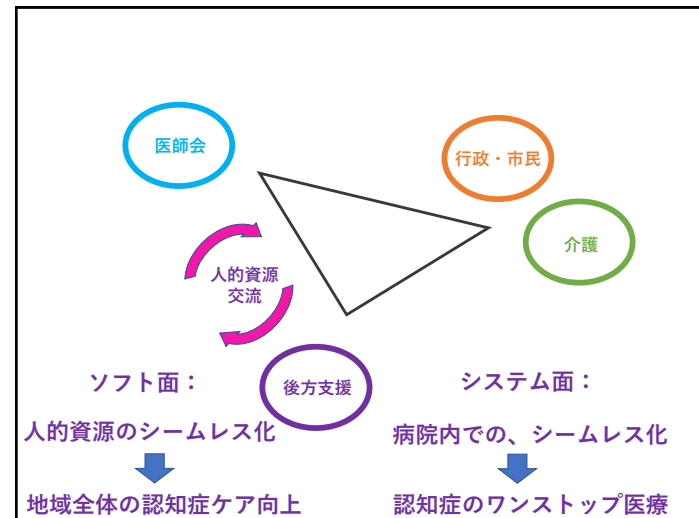 医師会
行政・市民
介護
人的資源
交流
後方支援
ソフト面：
人的資源のシームレス化
地域全体の認知症ケア向上
システム面：
病院内での、シームレス化
認知症のワンストップ医療